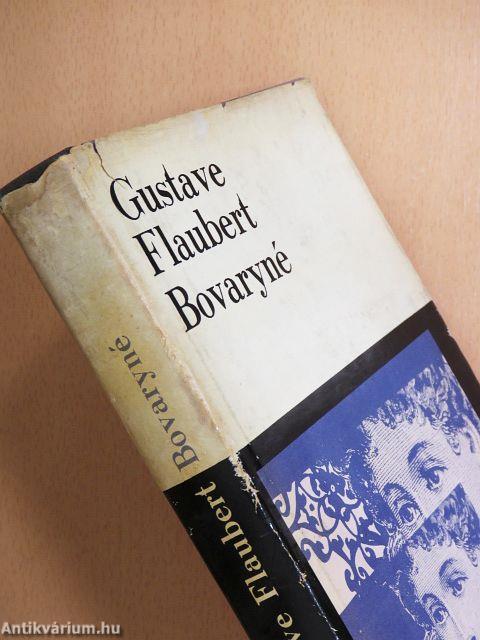 Gustave
Flaubert
Bovaryné
ve Flaubert Bovaryné
Antikvárium.hu